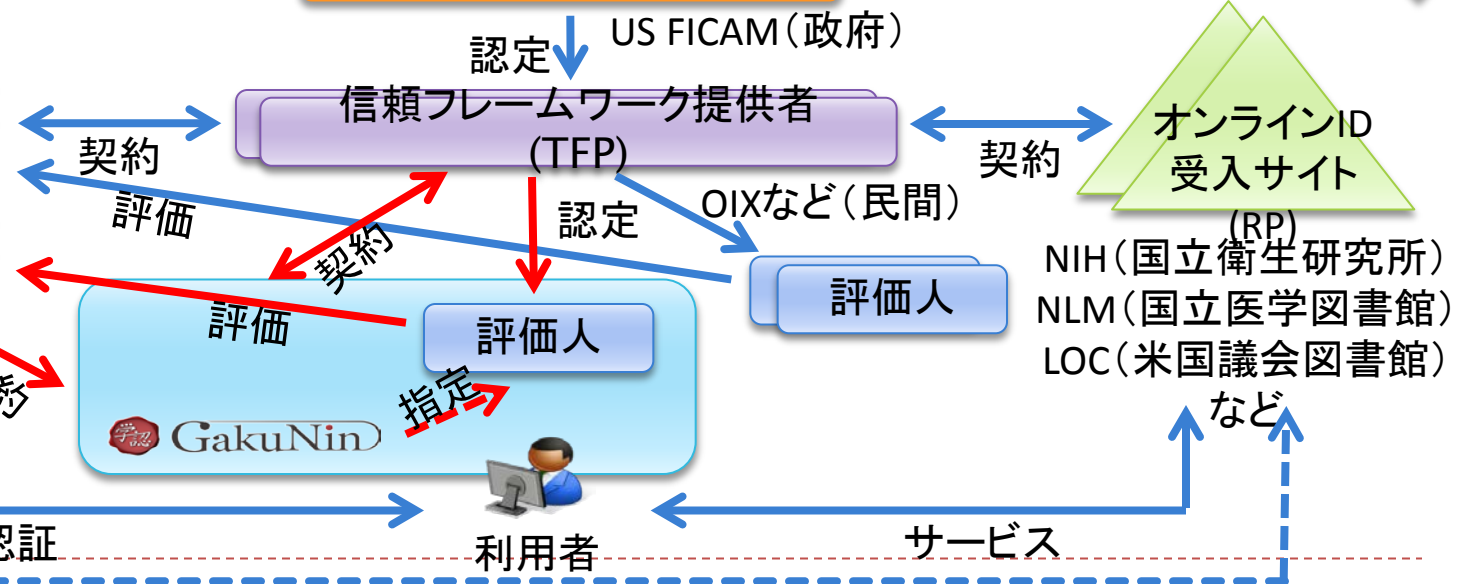 US FICAM（政府）
認定
信頼フレームワーク提供者
(TFP)
契約
契約
オンラインID
受入サイト
(RP)
評価
契約
認定
OIXなど（民間）
評価人
NIH（国立衛生研究所）
NLM（国立医学図書館）
LOC（米国議会図書館）
など
評価
評価人
指定
約
学認
GakuNin
認証
利用者
サービス